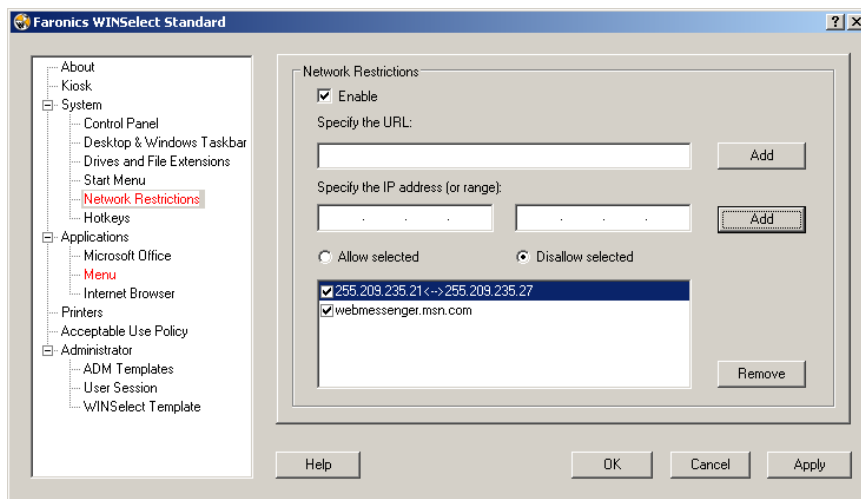 Faronics WINSelect Standard
About
Kiosk
System
Control Panel
Desktop & Windows Taskbar
Drives and File Extensions
Start Menu
Network Restrictions
Hotkeys
Applications
Microsoft Office
Menu
Internet Browser
Printers
Acceptable Use Policy
Administrator
ADM Templates
User Session
WINSelect Template
Network Restrictions
Enable
Specify the URL:
Add
Specify the IP address (or range):
Add
Allow selected
Disallow selected
255.209.235.21<-->255.209.235.27
webmessenger.msn.com
Remove
Help
OK
Cancel
Apply